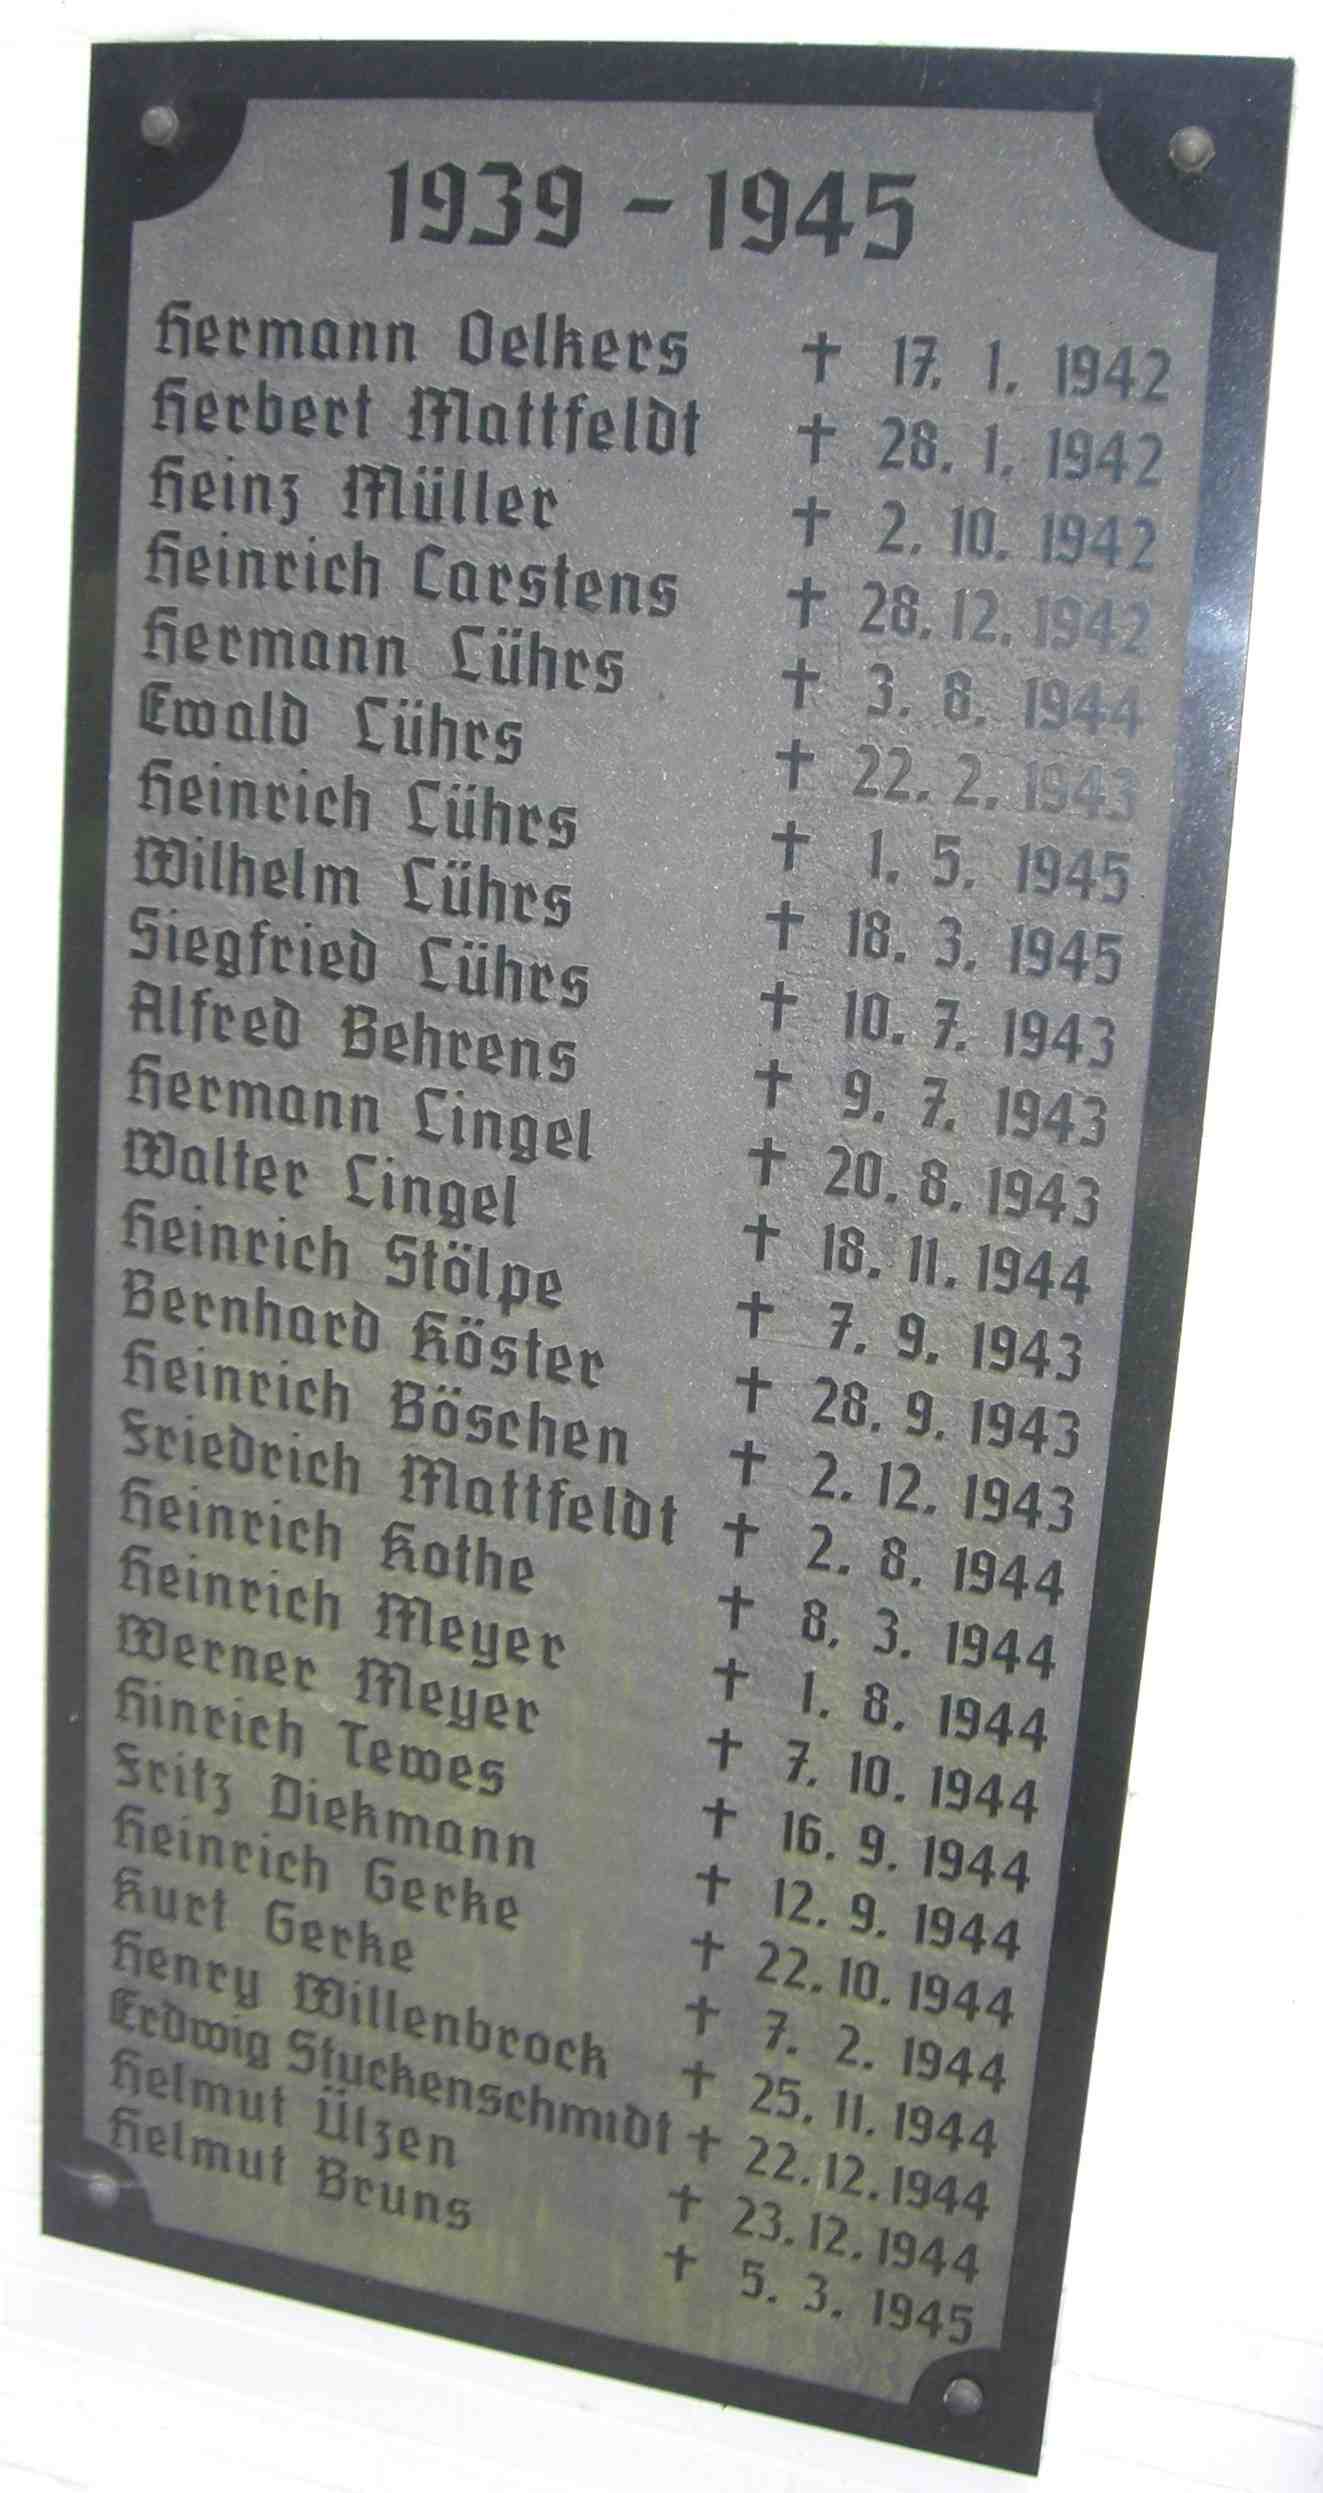 1939 - 1945
Hermann Oelkers † 17. 1. 1942
Herbert Mattfeldt † 28. 1. 1942
Heinz Müller † 2. 10. 1942
Heinrich Carstens † 28. 12. 1942
Hermann Lührs † 3. 8. 1944
Ewald Lührs † 22. 2. 1943
Heinrich Lührs † 1. 5. 1945
Wilhelm Lührs † 18. 3. 1945
Siegfried Lührs † 10. 7. 1943
Alfred Behrens † 9. 7. 1943
Hermann Lingel † 20. 8. 1943
Walter Lingel † 18. 11. 1944
Heinrich Stölpe † 7. 9. 1943
Bernhard Köster † 28. 9. 1943
Heinrich Böschen † 2. 12. 1943
Friedrich Mattfeldt † 2. 8. 1944
Heinrich Kothe † 8. 3. 1944
Heinrich Meyer † 1. 8. 1944
Werner Meyer † 7. 10. 1944
Hinrich Tewes † 16. 9. 1944
Fritz Diekmann † 12. 9. 1944
Heinrich Gerke † 22. 10. 1944
Kurt Gerke † 7. 2. 1944
Henry Willenbrock † 25. 11. 1944
Erdwig Stuckenschmidt † 22. 12. 1944
Helmut Ülzen † 23. 12. 1944
Helmut Bruns † 5. 3. 1945